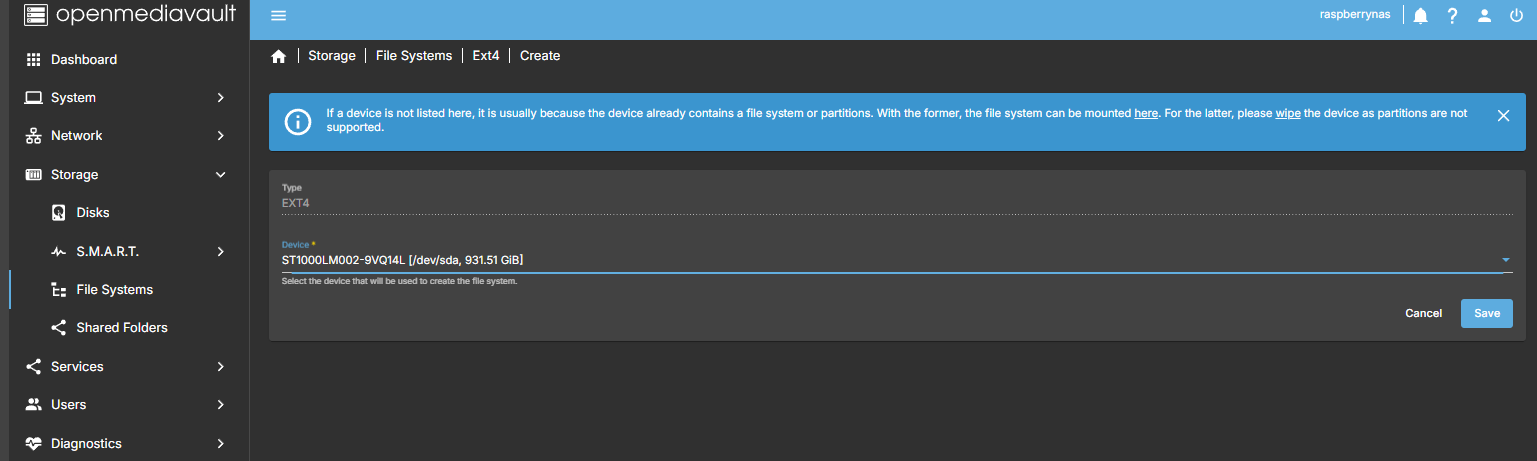 openmediavault
raspberrynas
?
Dashboard
System
Network
Storage
Disks
S.M.A.R.T.
File Systems
Shared Folders
Services
Users
Diagnostics
Storage | File Systems | Ext4 | Create
If a device is not listed here, it is usually because the device already contains a file system or partitions. With the former, the file system can be mounted here. For the latter, please wipe the device as partitions are not
supported.
Type
EXT4
Device *
ST1000LM002-9VQ14L [/dev/sda, 931.51 GiB]
Select the device that will be used to create the file system.
Cancel
Save